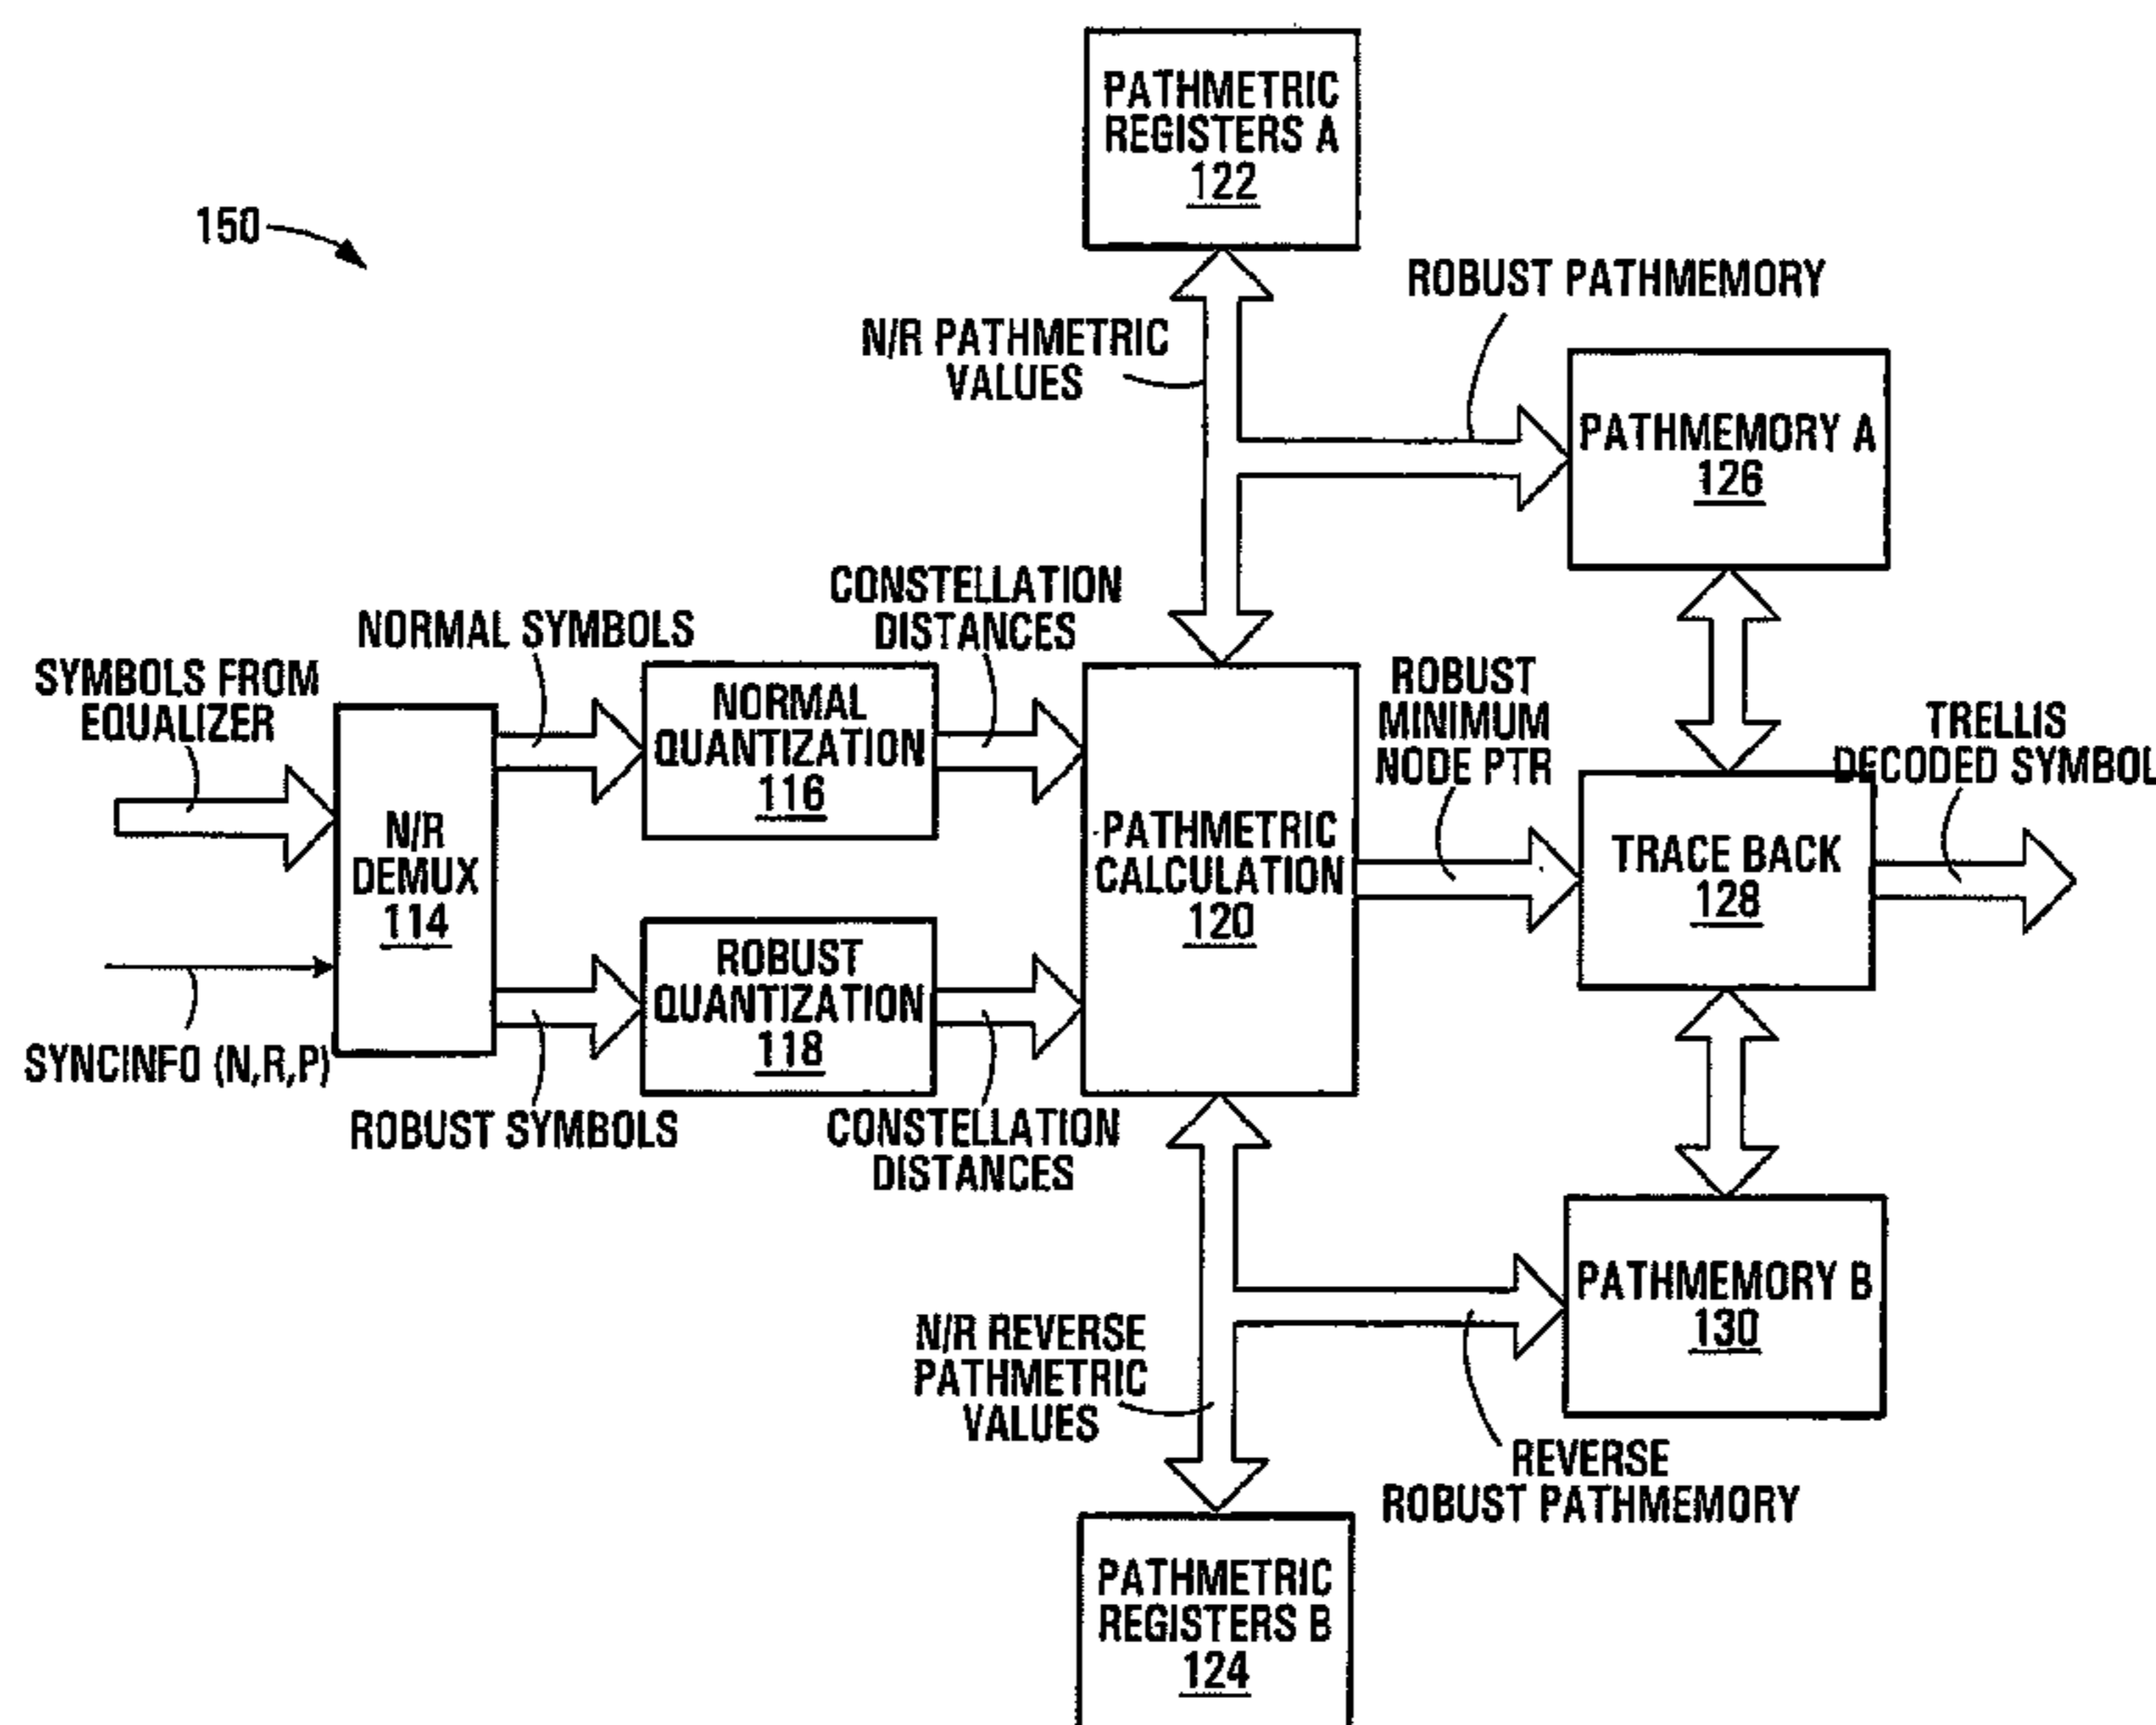 PATHMETRIC
REGISTERS A
122
150
ROBUST PATHMEMORY
N/R PATHMETRIC
VALUES
PATHMEMORY A
126
CONSTELLATION
DISTANCES
NORMAL SYMBOLS
SYMBOLS FROM
EQUALIZER
NORMAL
QUANTIZATION
116
ROBUST
MINIMUM
NODE PTR
TRELLIS
DECODED SYMBOL
N/R
DEMUX
114
PATHMETRIC
CALCULATION
120
TRACE BACK
128
ROBUST
QUANTIZATION
118
SYNCINFO (N,R,P)
ROBUST SYMBOLS
CONSTELLATION
DISTANCES
PATHMEMORY B
130
N/R REVERSE
PATHMETRIC
VALUES
REVERSE
ROBUST PATHMEMORY
PATHMETRIC
REGISTERS B
124